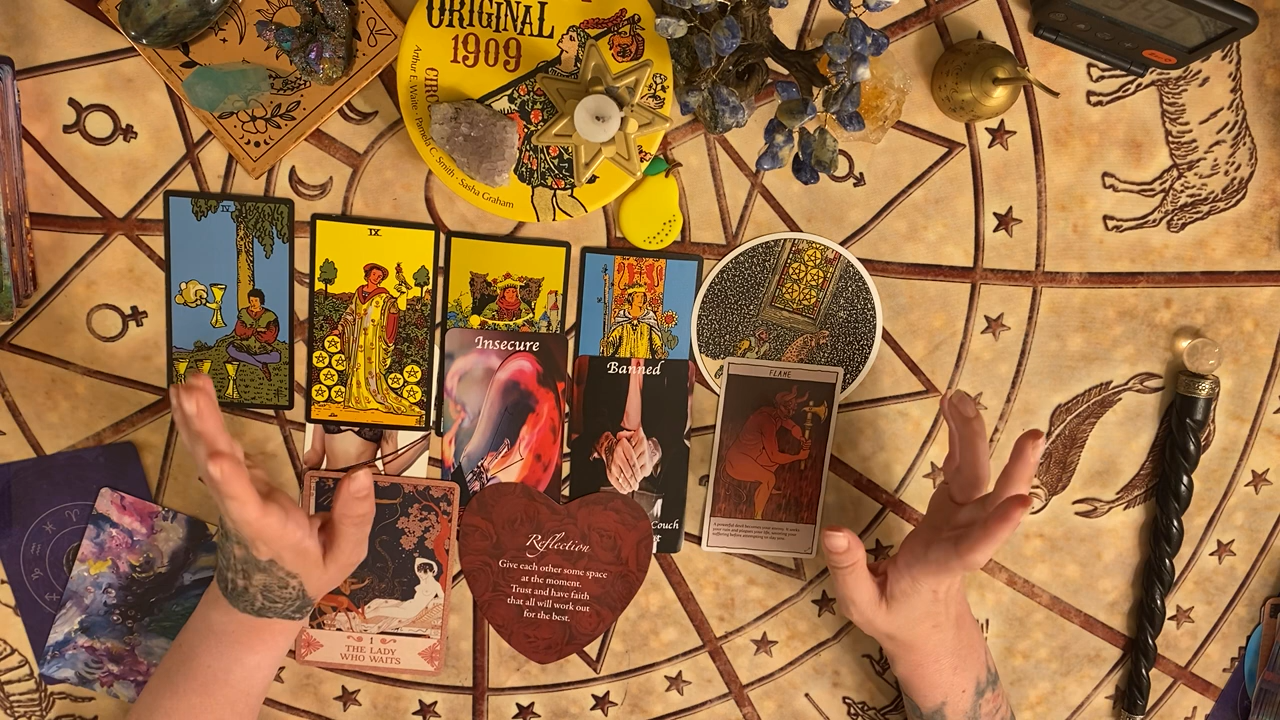 ORIGINAL
1909
Arthur E. Waite · Pamela C. Smith · Sasha Graham
IV
IX
Insecure
Banned
Couch
FLAME
Reflection
Give each other some space
at the moment.
Trust and have faith
that all will work out
for the best.
I
THE LADY
WHO WAITS